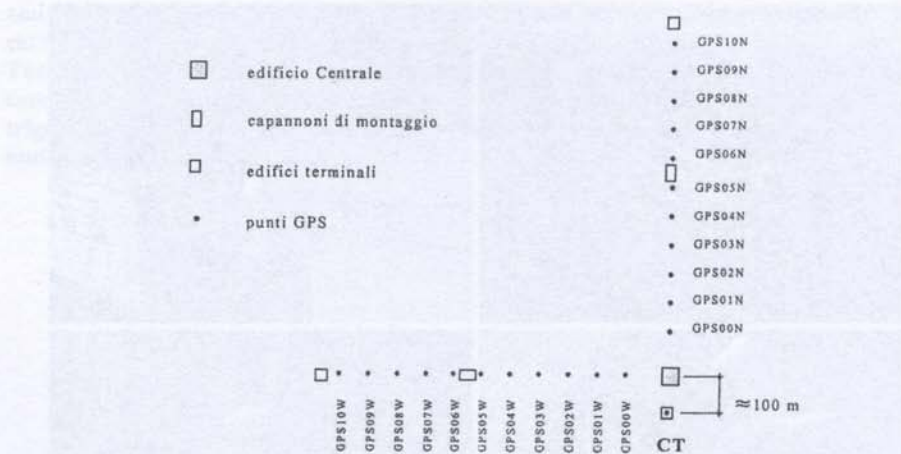 edificio Centrale
capannoni di montaggio
edifici terminali
punti GPS
GPS10N
GPS09N
GPS08N
GPS07N
GPS06N
GPS05N
GPS04N
GPS03N
GPS02N
GPS01N
GPS00N
GPS10W
GPS09W
GPS08W
GPS07W
GPS06W
GPS05W
GPS04W
GPS03W
GPS02W
GPS01W
GPS00W
≈100 m
CT